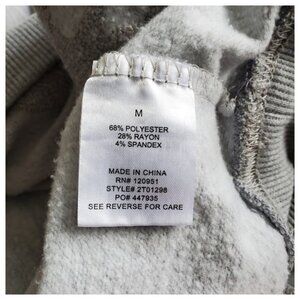 M
68% POLYESTER
28% RAYON
4% SPANDEX
MADE IN CHINA
RN# 120951
STYLE# 2T01298
PO# 447935
SEE REVERSE FOR CARE